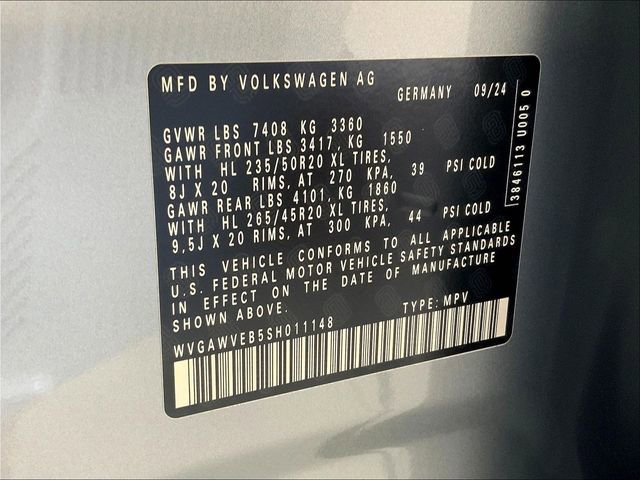 MFD BY VOLKSWAGEN AG
GERMANY 09/24
GVWR LBS 7408 KG 3360
GAWR FRONT LBS 3417, KG 1550
WITH HL 235/50R20 XL TIRES,
8J X 20 RIMS, AT 270 KPA, 39 PSI COLD
GAWR REAR LBS 4101, KG 1860
WITH HL 265/45R20 XL TIRES,
9,5J X 20 RIMS, AT 300 KPA, 44 PSI COLD
THIS VEHICLE CONFORMS TO ALL APPLICABLE
U.S. FEDERAL MOTOR VEHICLE SAFETY STANDARDS
IN EFFECT ON THE DATE OF MANUFACTURE
SHOWN ABOVE.
TYPE: MPV
WVGAWVEB5SH011148
3846113 U005 0